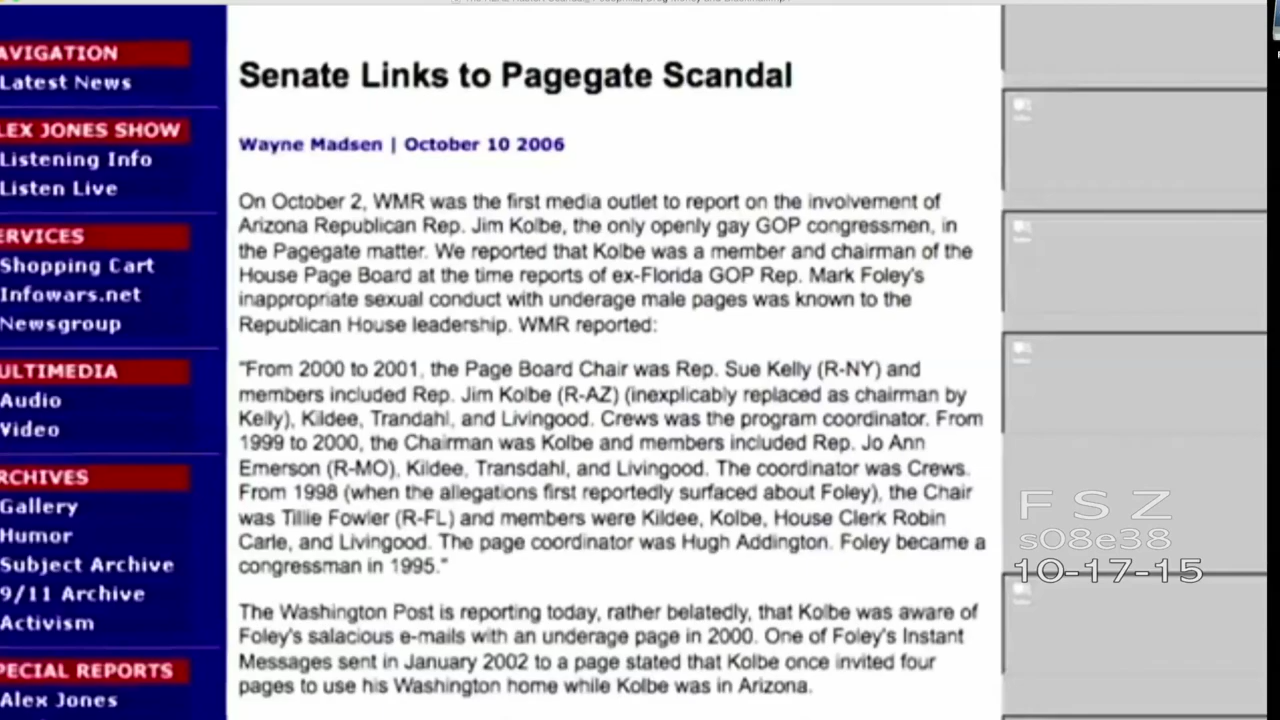 AVIGATION
Latest News
LEX JONES SHOW
Listening Info
Listen Live
ERVICES
Shopping Cart
Infowars.net
Newsgroup
ULTIMEDIA
Audio
Video
RCHIVES
Gallery
Humor
Subject Archive
9/11 Archive
Activism
PECIAL REPORTS
Alex Jones
Senate Links to Pagegate Scandal
Wayne Madsen | October 10 2006
On October 2, WMR was the first media outlet to report on the involvement of
Arizona Republican Rep. Jim Kolbe, the only openly gay GOP congressmen, in
the Pagegate matter. We reported that Kolbe was a member and chairman of the
House Page Board at the time reports of ex-Florida GOP Rep. Mark Foley's
inappropriate sexual conduct with underage male pages was known to the
Republican House leadership. WMR reported:
"From 2000 to 2001, the Page Board Chair was Rep. Sue Kelly (R-NY) and
members included Rep. Jim Kolbe (R-AZ) (inexplicably replaced as chairman by
Kelly), Kildee, Trandahl, and Livingood. Crews was the program coordinator. From
1999 to 2000, the Chairman was Kolbe and members included Rep. Jo Ann
Emerson (R-MO), Kildee, Transdahl, and Livingood. The coordinator was Crews.
From 1998 (when the allegations first reportedly surfaced about Foley), the Chair
was Tillie Fowler (R-FL) and members were Kildee, Kolbe, House Clerk Robin
Carle, and Livingood. The page coordinator was Hugh Addington. Foley became a
congressman in 1995."
The Washington Post is reporting today, rather belatedly, that Kolbe was aware of
Foley's salacious e-mails with an underage page in 2000. One of Foley's Instant
Messages sent in January 2002 to a page stated that Kolbe once invited four
pages to use his Washington home while Kolbe was in Arizona.
F S Z
s08e38
10-17-15